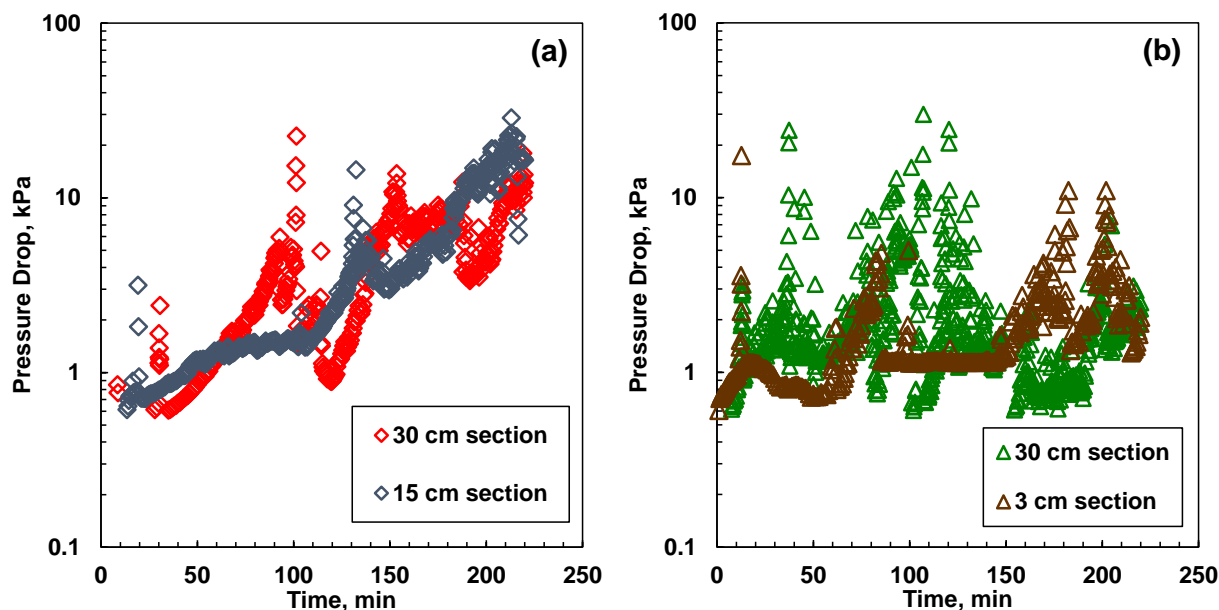 (a)
Pressure Drop, kPa
100
10
1
0.1
30 cm section
15 cm section
0 50 100 150 200 250
Time, min
(b)
Pressure Drop, kPa
100
10
1
0.1
30 cm section
3 cm section
0 50 100 150 200 250
Time, min